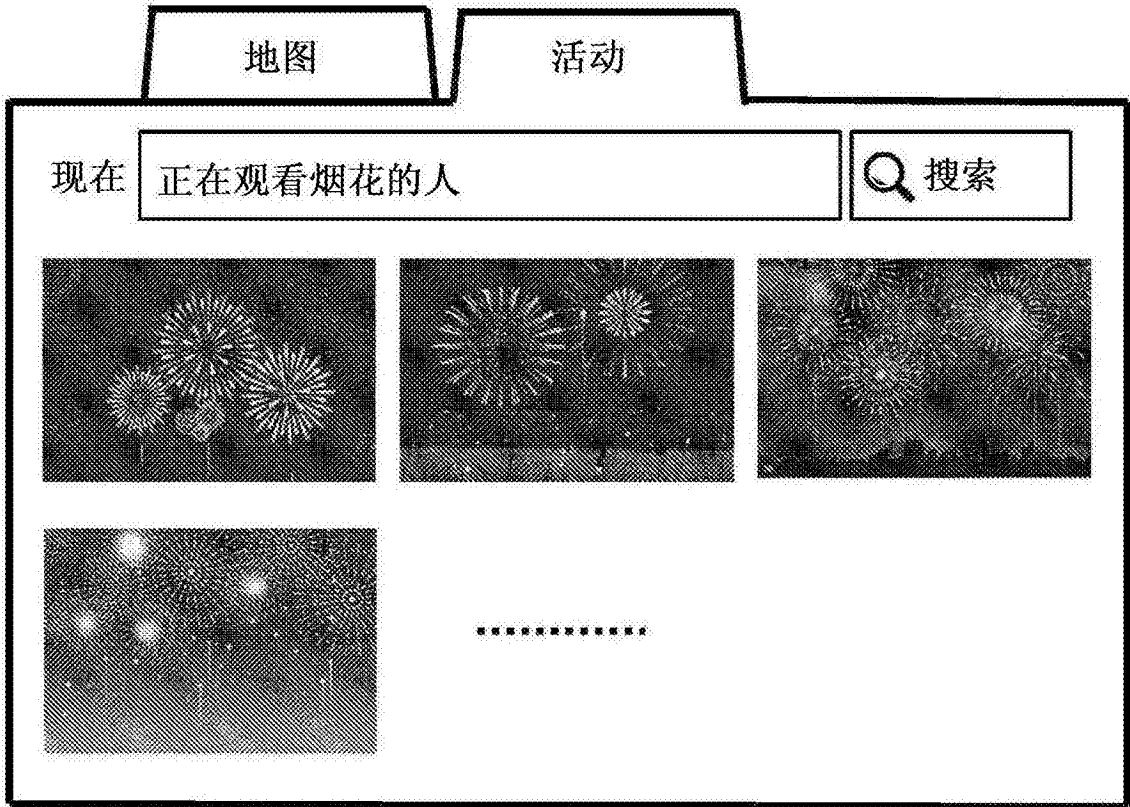 地图
活动
现在
正在观看烟花的人
搜索